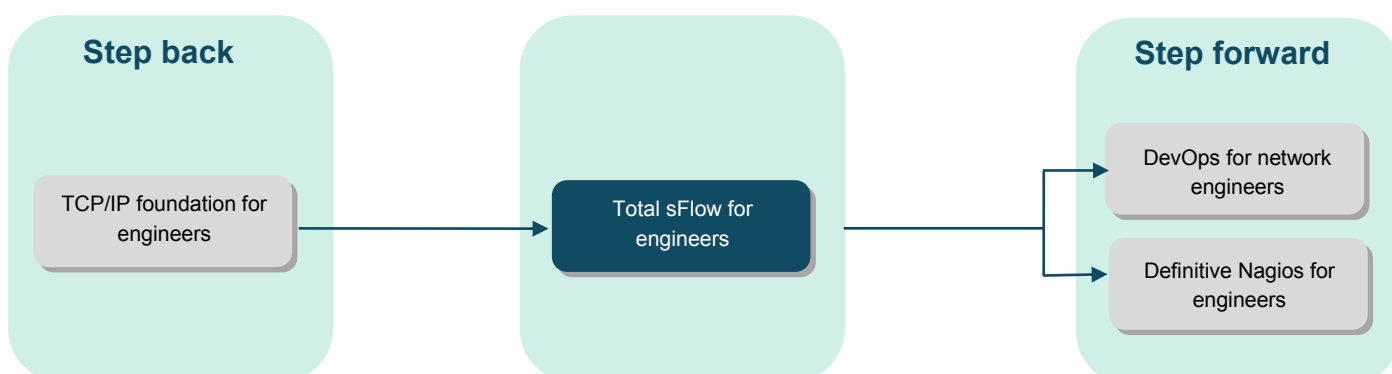 Step back
TCP/IP foundation for
engineers
Total sFlow for
engineers
Step forward
DevOps for network
engineers
Definitive Nagios for
engineers